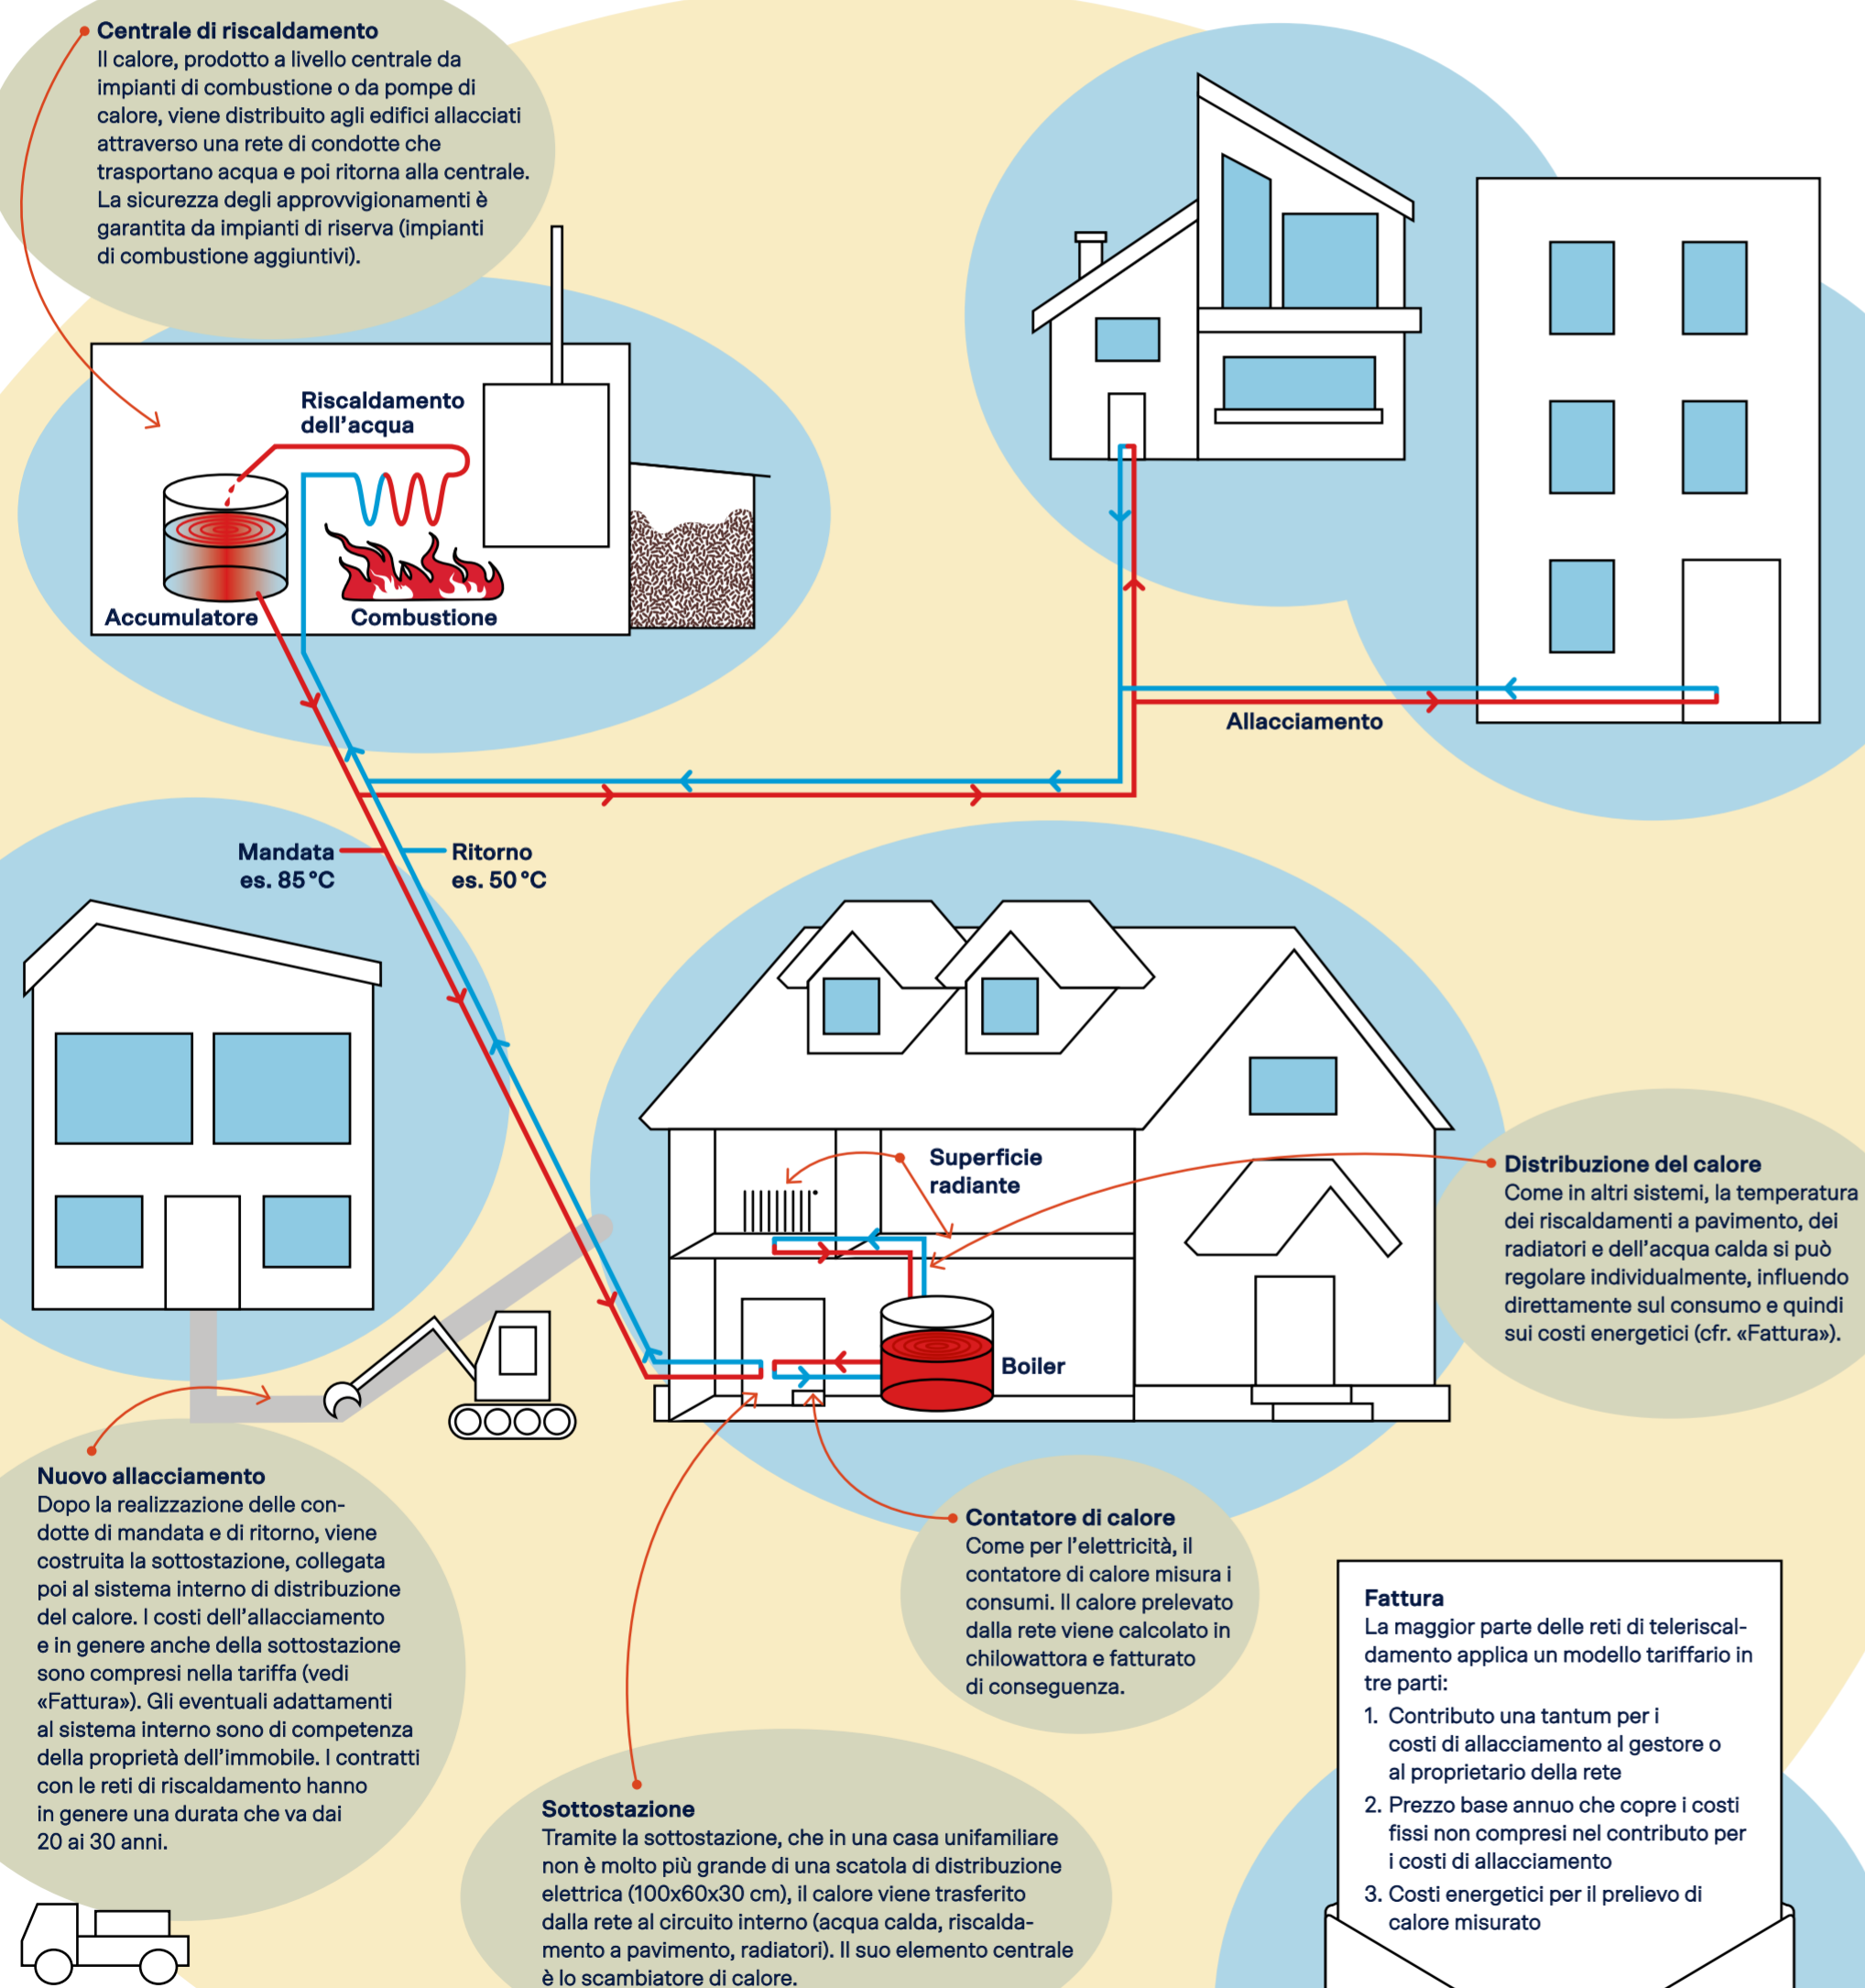 Centrale di riscaldamento
Il calore, prodotto a livello centrale da
impianti di combustione o da pompe di
calore, viene distribuito agli edifici allacciati
attraverso una rete di condotte che
trasportano acqua e poi ritorna alla centrale.
La sicurezza degli approvvigionamenti è
garantita da impianti di riserva (impianti
di combustione aggiuntivi).
Riscaldamento
dell'acqua
Accumulatore
Combustione
Allacciamento
Mandata
es. 85 °C
Ritorno
es. 50 °C
Superficie
radiante
Boiler
Distribuzione del calore
Come in altri sistemi, la temperatura
dei riscaldamenti a pavimento, dei
radiatori e dell'acqua calda si può
regolare individualmente, influendo
direttamente sul consumo e quindi
sui costi energetici (cfr. «Fattura»).
Nuovo allacciamento
Dopo la realizzazione delle con-
dotte di mandata e di ritorno, viene
costruita la sottostazione, collegata
poi al sistema interno di distribuzione
del calore. I costi dell'allacciamento
e in genere anche della sottostazione
sono compresi nella tariffa (vedi
«Fattura»). Gli eventuali adattamenti
al sistema interno sono di competenza
della proprietà dell'immobile. I contratti
con le reti di riscaldamento hanno
in genere una durata che va dai
20 ai 30 anni.
Contatore di calore
Come per l'elettricità, il
contatore di calore misura i
consumi. Il calore prelevato
dalla rete viene calcolato in
chilowattora e fatturato
di conseguenza.
Sottostazione
Tramite la sottostazione, che in una casa unifamiliare
non è molto più grande di una scatola di distribuzione
elettrica (100x60x30 cm), il calore viene trasferito
dalla rete al circuito interno (acqua calda, riscalda-
mento a pavimento, radiatori). Il suo elemento centrale
è lo scambiatore di calore.
Fattura
La maggior parte delle reti di teleriscal-
damento applica un modello tariffario in
tre parti:
1. Contributo una tantum per i
costi di allacciamento al gestore o
al proprietario della rete
2. Prezzo base annuo che copre i costi
fissi non compresi nel contributo per
i costi di allacciamento
3. Costi energetici per il prelievo di
calore misurato